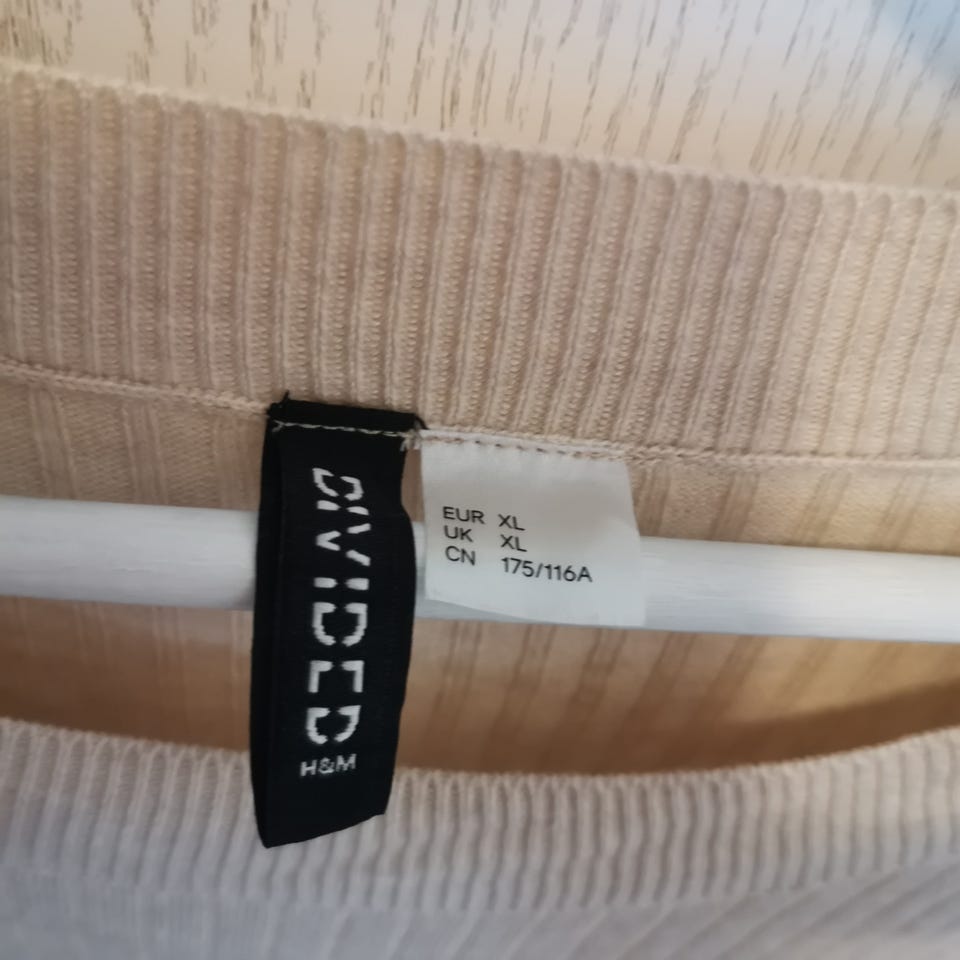 DIVIDED
H&M
EUR XL
UK XL
CN 175/116A